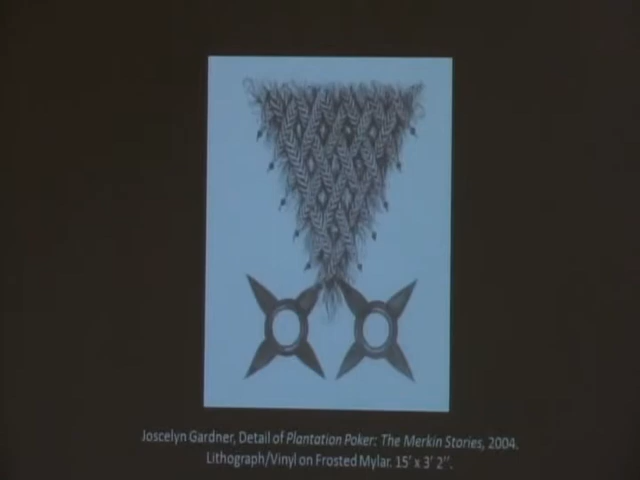 Joscelyn Gardner, Detail of Plantation Poker: The Merkin Stories, 2004.
Lithograph/Vinyl on Frosted Mylar. 15' x 3' 2''.